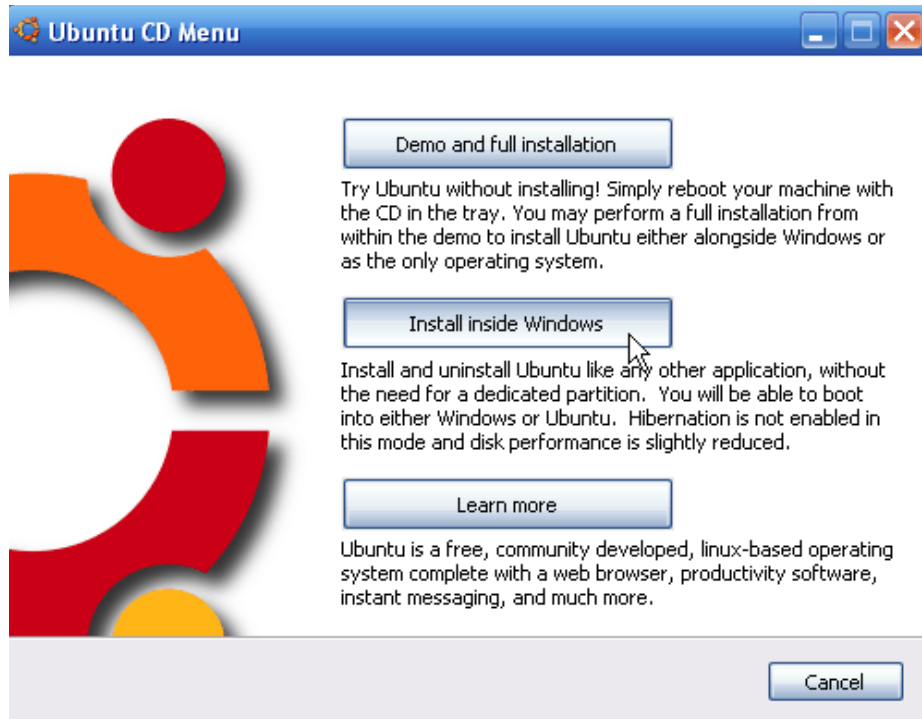 Ubuntu CD Menu
Demo and full installation
Try Ubuntu without installing! Simply reboot your machine with
the CD in the tray. You may perform a full installation from
within the demo to install Ubuntu either alongside Windows or
as the only operating system.
Install inside Windows
Install and uninstall Ubuntu like any other application, without
the need for a dedicated partition.  You will be able to boot
into either Windows or Ubuntu.  Hibernation is not enabled in
this mode and disk performance is slightly reduced.
Learn more
Ubuntu is a free, community developed, linux-based operating
system complete with a web browser, productivity software,
instant messaging, and much more.
Cancel